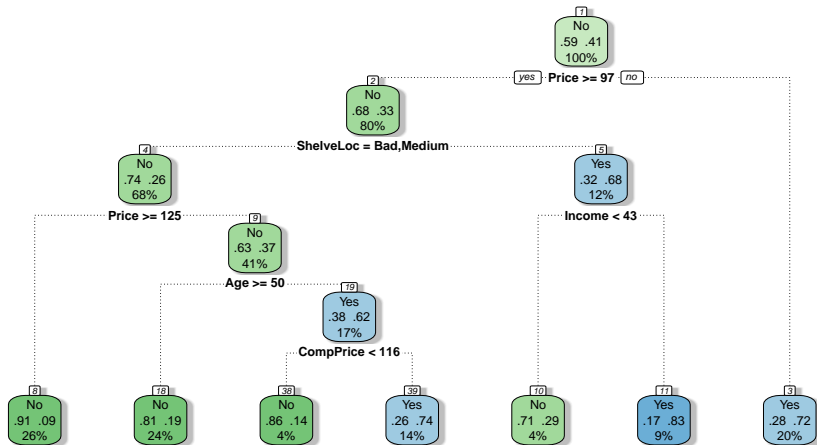 1
No
.59 .41
100%
yes Price >= 97 no
2
No
.68 .33
80%
ShelveLoc = Bad,Medium
4
No
.74 .26
68%
Price >= 125
5
Yes
.32 .68
12%
Income < 43
9
No
.63 .37
41%
Age >= 50
19
Yes
.38 .62
17%
CompPrice < 116
8
No
.91 .09
26%
18
No
.81 .19
24%
38
No
.86 .14
4%
39
Yes
.26 .74
14%
10
No
.71 .29
4%
11
Yes
.17 .83
9%
3
Yes
.28 .72
20%